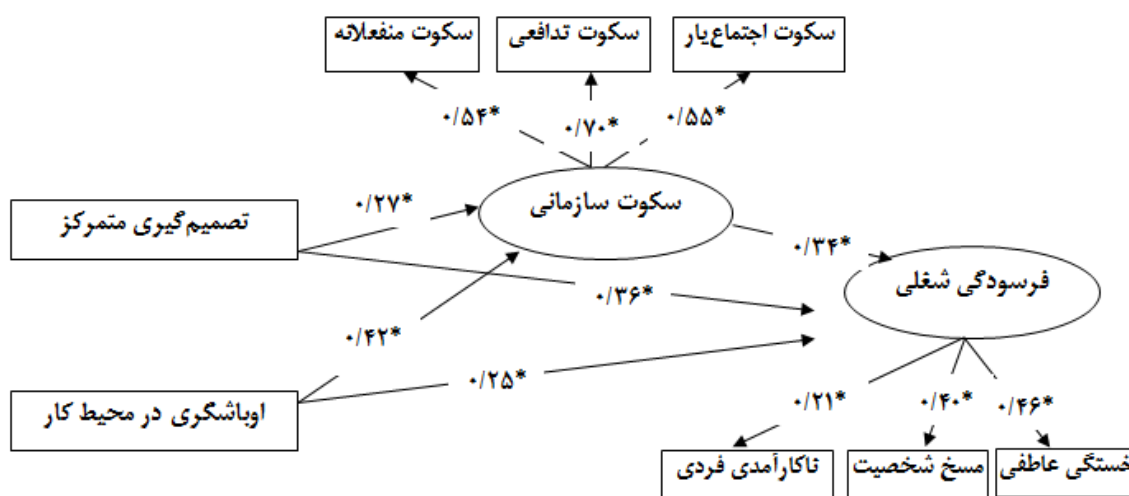 سکوت اجتماع‌یار
سکوت تدافعی
سکوت منفعلانه
۰/۵۵*
۰/۷۰*
۰/۵۴*
سکوت سازمانی
تصمیم‌گیری متمرکز
۰/۲۷*
۰/۳۴*
فرسودگی شغلی
۰/۳۶*
۰/۴۲*
۰/۲۵*
اوباشگری در محیط کار
۰/۴۶*
۰/۴۰*
۰/۲۱*
خستگی عاطفی
مسخ شخصیت
ناکارآمدی فردی